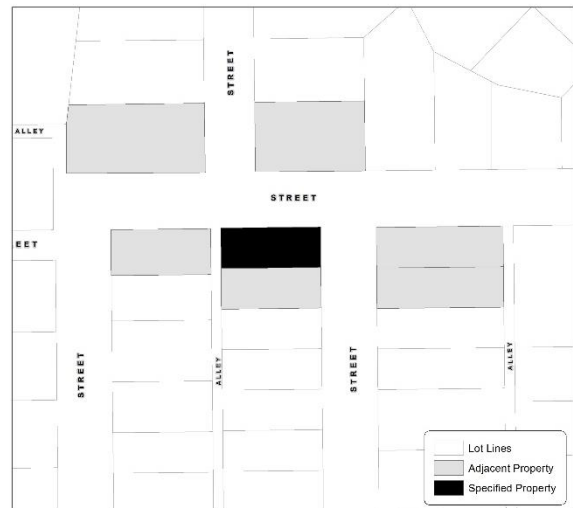 STREET
ALLEY
STREET
EET
STREET
ALLEY
STREET
ALLEY
Lot Lines
Adjacent Property
Specified Property